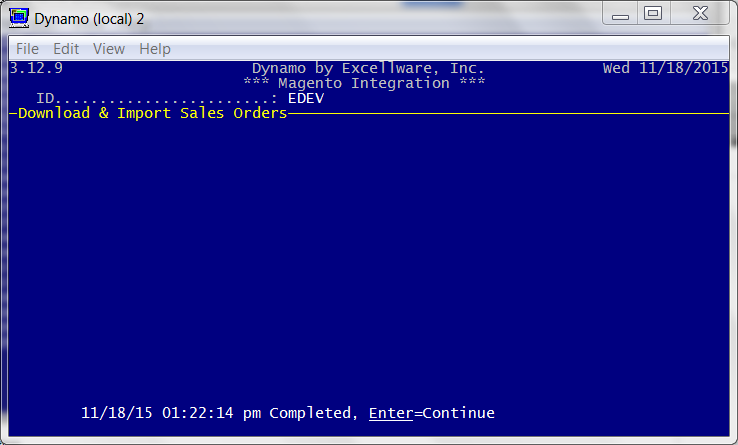 Dynamo (local) 2
File Edit View Help
3.12.9 Dynamo by Excellware, Inc. Wed 11/18/2015
*** Magento Integration ***
ID........................: EDEV
Download & Import Sales Orders
11/18/15 01:22:14 pm Completed, Enter=Continue